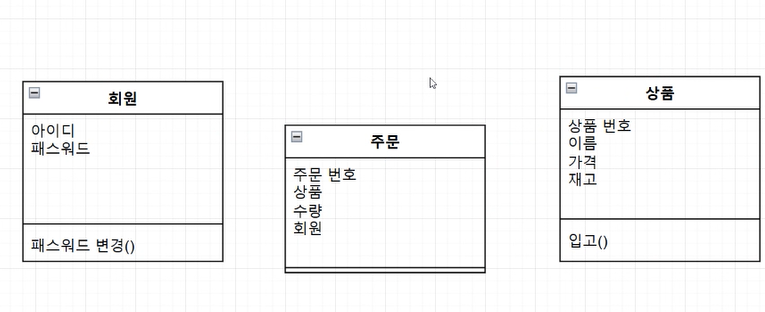 회원
아이디
패스워드
패스워드 변경()
주문
주문 번호
상품
수량
회원
상품
상품 번호
이름
가격
재고
입고()